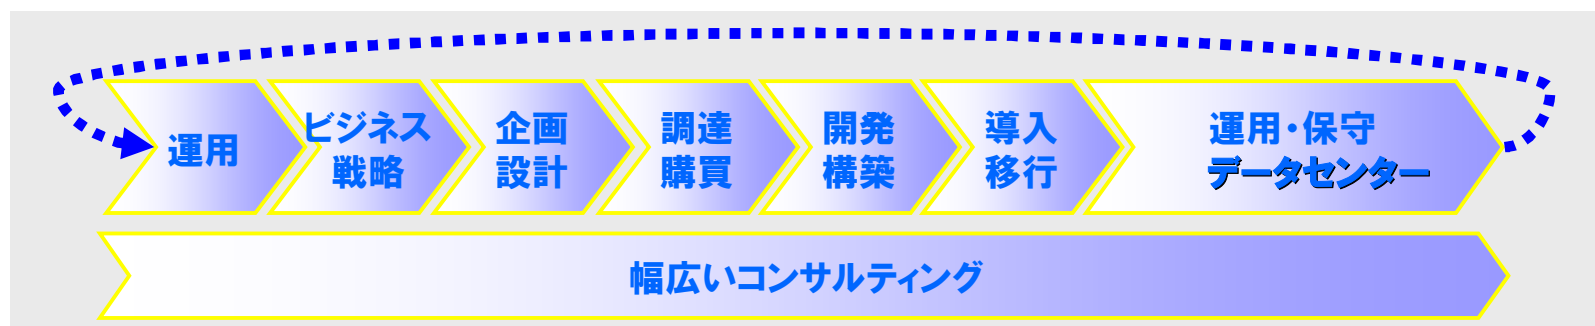 運用
ビジネス
戦略
企画
設計
調達
購買
開発
構築
導入
移行
運用・保守
データセンター
幅広いコンサルティング